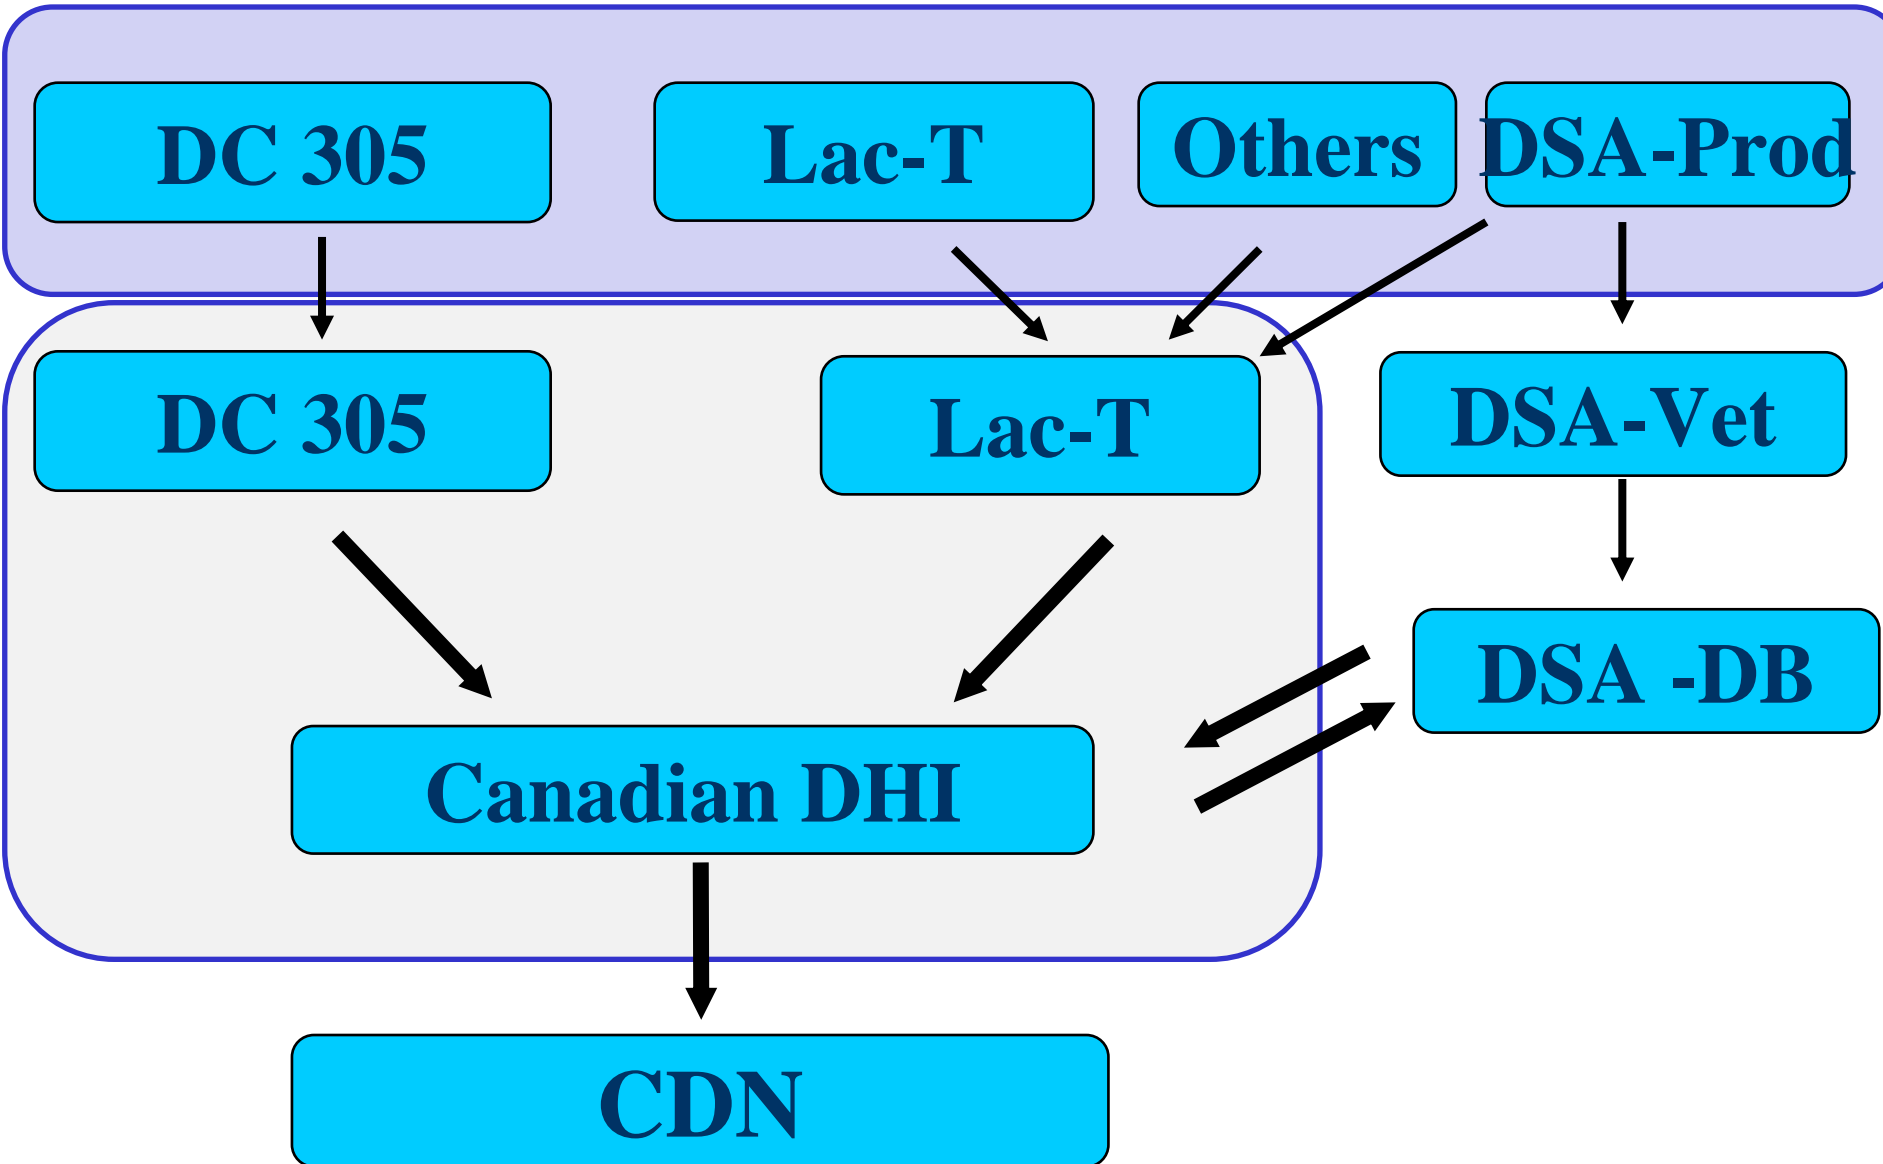 DC 305
Lac-T
Others
DSA-Prod
DC 305
Lac-T
DSA-Vet
DSA -DB
Canadian DHI
CDN